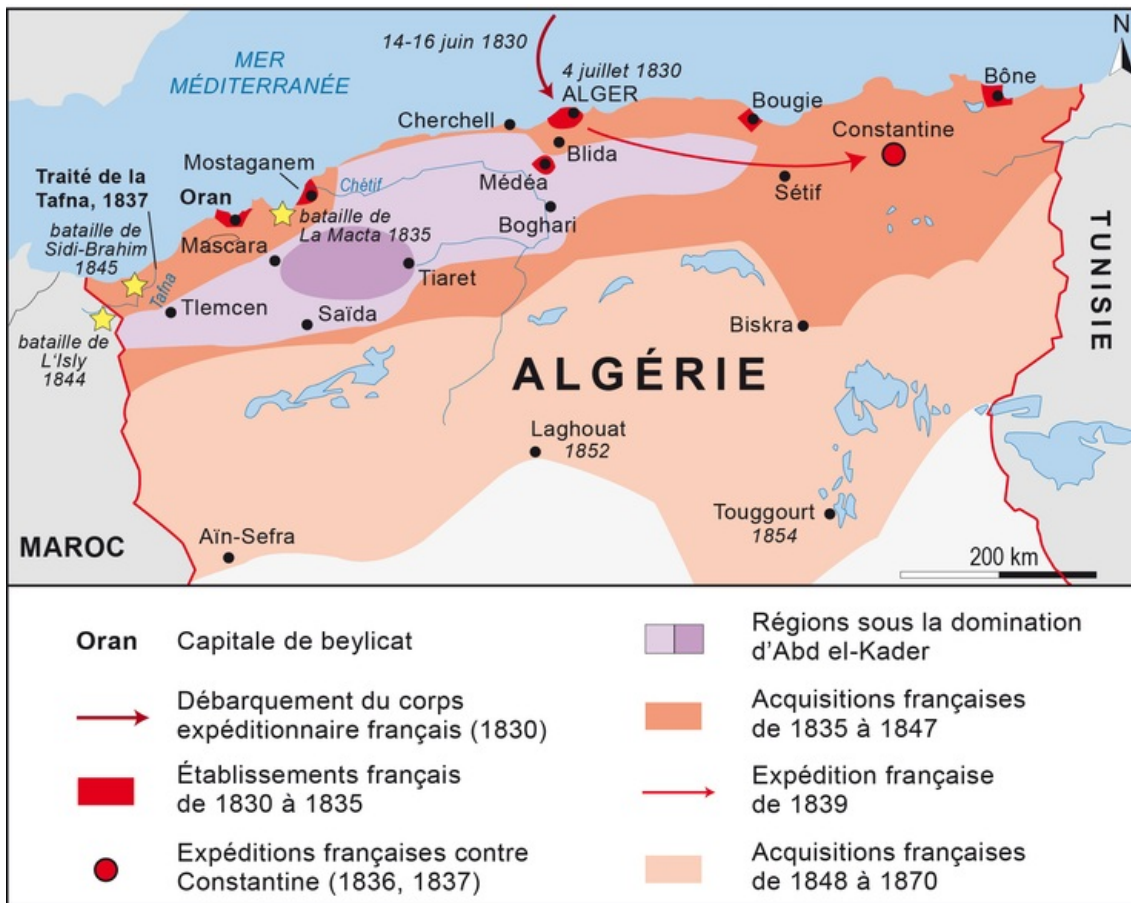 14-16 juin 1830
N
MER
MÉDITERRANÉE
4 juillet 1830
ALGER
Bône
Bougie
Cherchell
Constantine
Blida
Mostaganem
Traité de la
Tafna, 1837
Chétif
Médéa
Sétif
Oran
bataille de
La Macta 1835
Boghari
bataille de
Sidi-Brahim
1845
Mascara
Tafna
Tiaret
Tlemcen
Saïda
Biskra
bataille de
L'Isly
1844
ALGÉRIE
TUNISIE
Laghouat
1852
Touggourt
1854
MAROC
Aïn-Sefra
200 km
Oran
Capitale de beylicat
Débarquement du corps
expéditionnaire français (1830)
Établissements français
de 1830 à 1835
Expéditions françaises contre
Constantine (1836, 1837)
Régions sous la domination
d'Abd el-Kader
Acquisitions françaises
de 1835 à 1847
Expédition française
de 1839
Acquisitions françaises
de 1848 à 1870